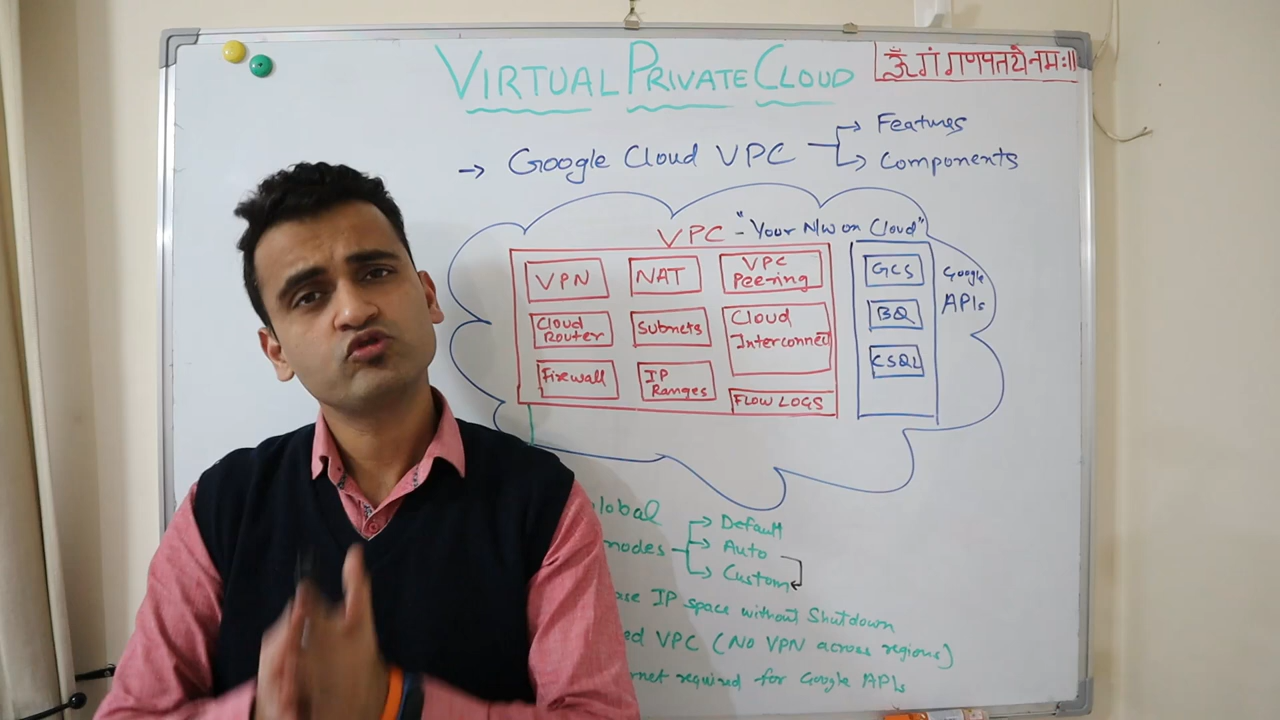 VIRTUAL PRIVATE CLOUD
ॐ गं गणपतये नमः॥
→ Google Cloud VPC → Features
→ Components
VPC - "Your N/w on Cloud"
VPN
NAT
VPC Peering
Cloud Router
Subnets
Cloud Interconnect
Firewall
IP Ranges
FLOW LOGS
GCS
BQ
CSQL
Google APIs
lobal
modes → Default
→ Auto
→ Custom
ase IP space without Shutdown
ed VPC (No VPN across regions)
rnet required for Google APIs